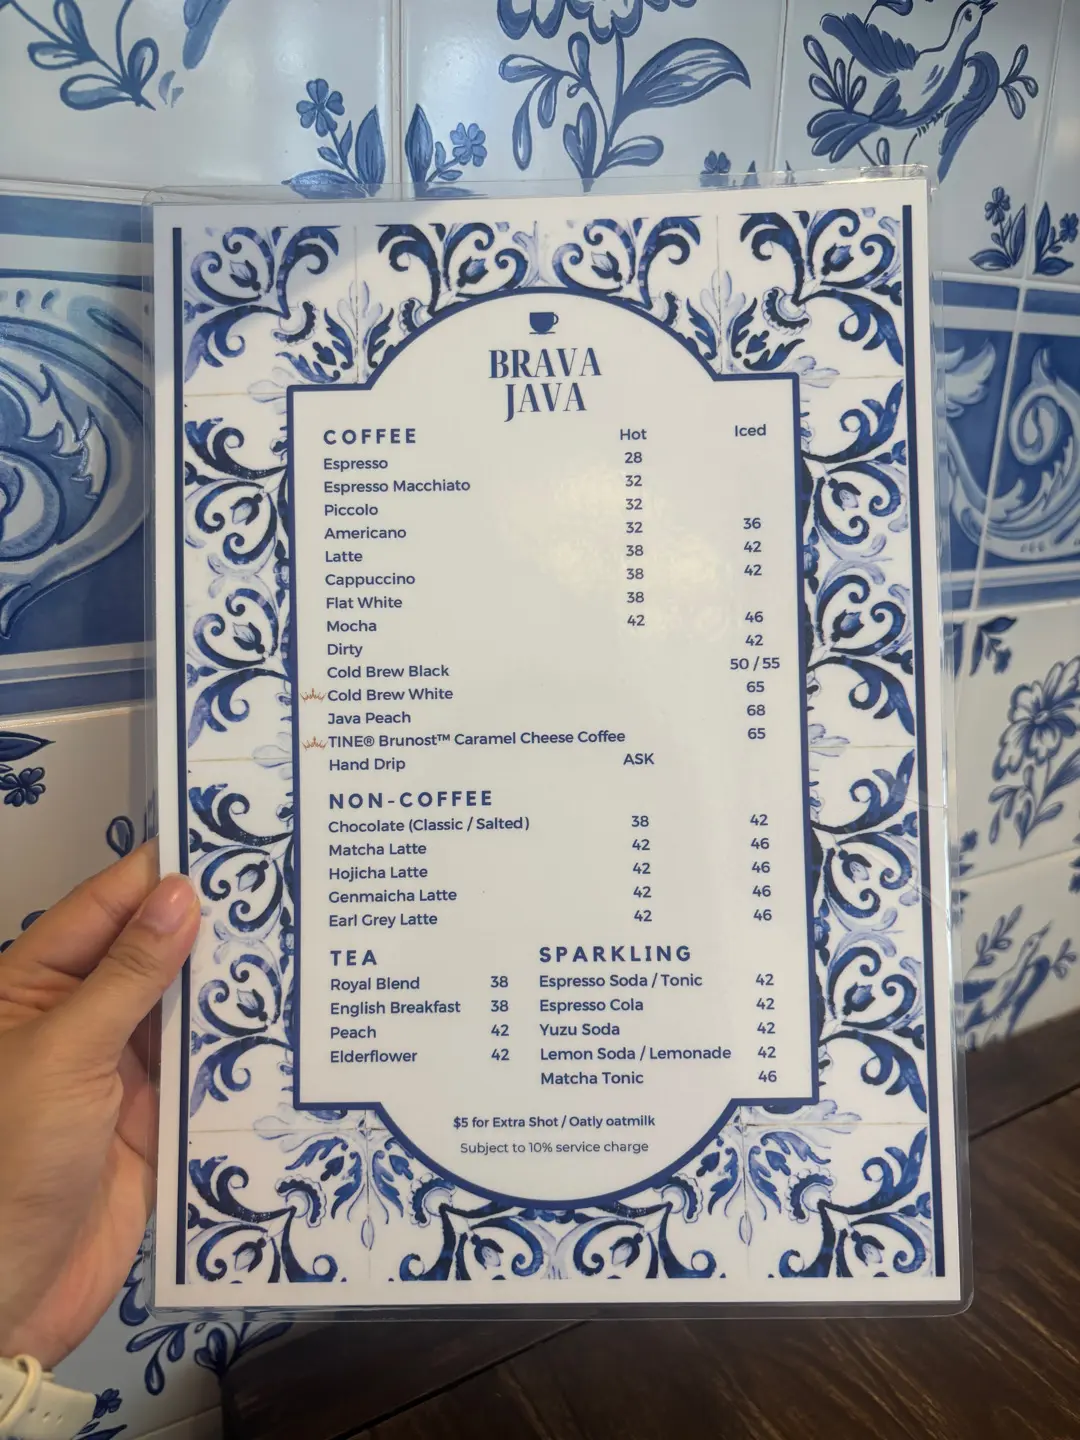 BRAVA
JAVA
COFFEE Hot Iced
Espresso 28
Espresso Macchiato 32
Piccolo 32
Americano 32 36
Latte 38 42
Cappuccino 38 42
Flat White 38
Mocha 42 46
Dirty 42
Cold Brew Black 50 / 55
Cold Brew White 65
Java Peach 68
TINE® Brunost™ Caramel Cheese Coffee 65
Hand Drip ASK
NON-COFFEE
Chocolate (Classic / Salted) 38 42
Matcha Latte 42 46
Hojicha Latte 42 46
Genmaicha Latte 42 46
Earl Grey Latte 42 46
TEA
Royal Blend 38
English Breakfast 38
Peach 42
Elderflower 42
SPARKLING
Espresso Soda / Tonic 42
Espresso Cola 42
Yuzu Soda 42
Lemon Soda / Lemonade 42
Matcha Tonic 46
$5 for Extra Shot / Oatly oatmilk
Subject to 10% service charge